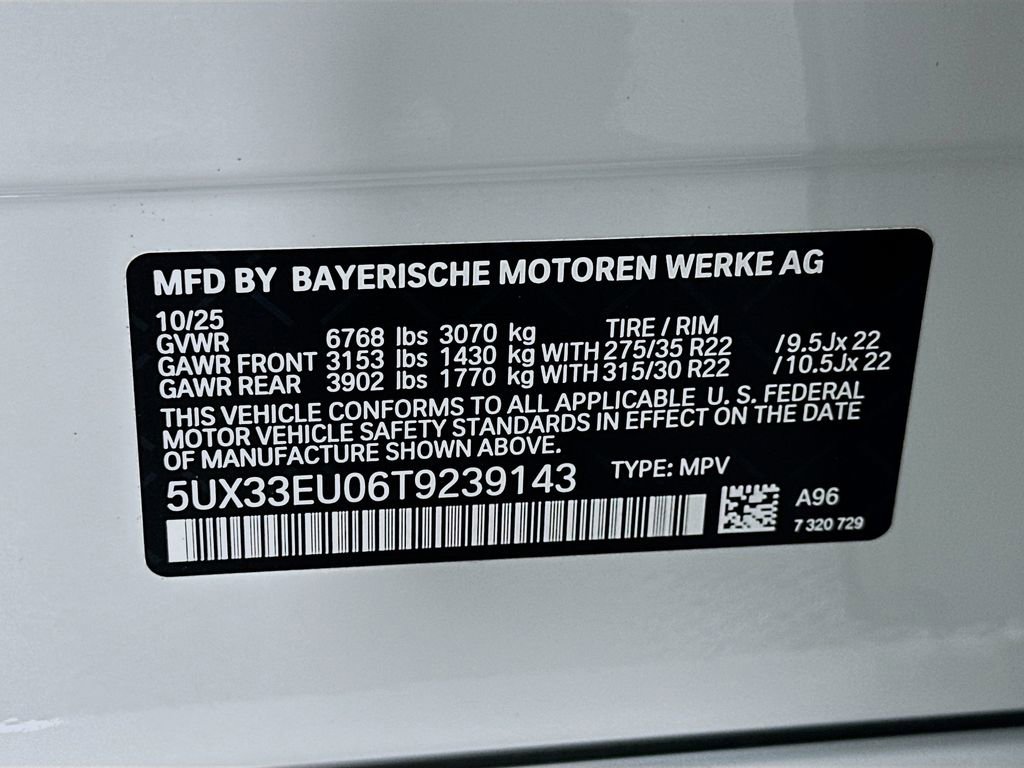 MFD BY BAYERISCHE MOTOREN WERKE AG
10/25 TIRE / RIM
GVWR 6768 lbs 3070 kg
GAWR FRONT 3153 lbs 1430 kg WITH 275/35 R22 /9.5Jx 22
GAWR REAR 3902 lbs 1770 kg WITH 315/30 R22 /10.5Jx 22
THIS VEHICLE CONFORMS TO ALL APPLICABLE U. S. FEDERAL
MOTOR VEHICLE SAFETY STANDARDS IN EFFECT ON THE DATE
OF MANUFACTURE SHOWN ABOVE.
5UX33EU06T9239143 TYPE: MPV
A96
7 320 729